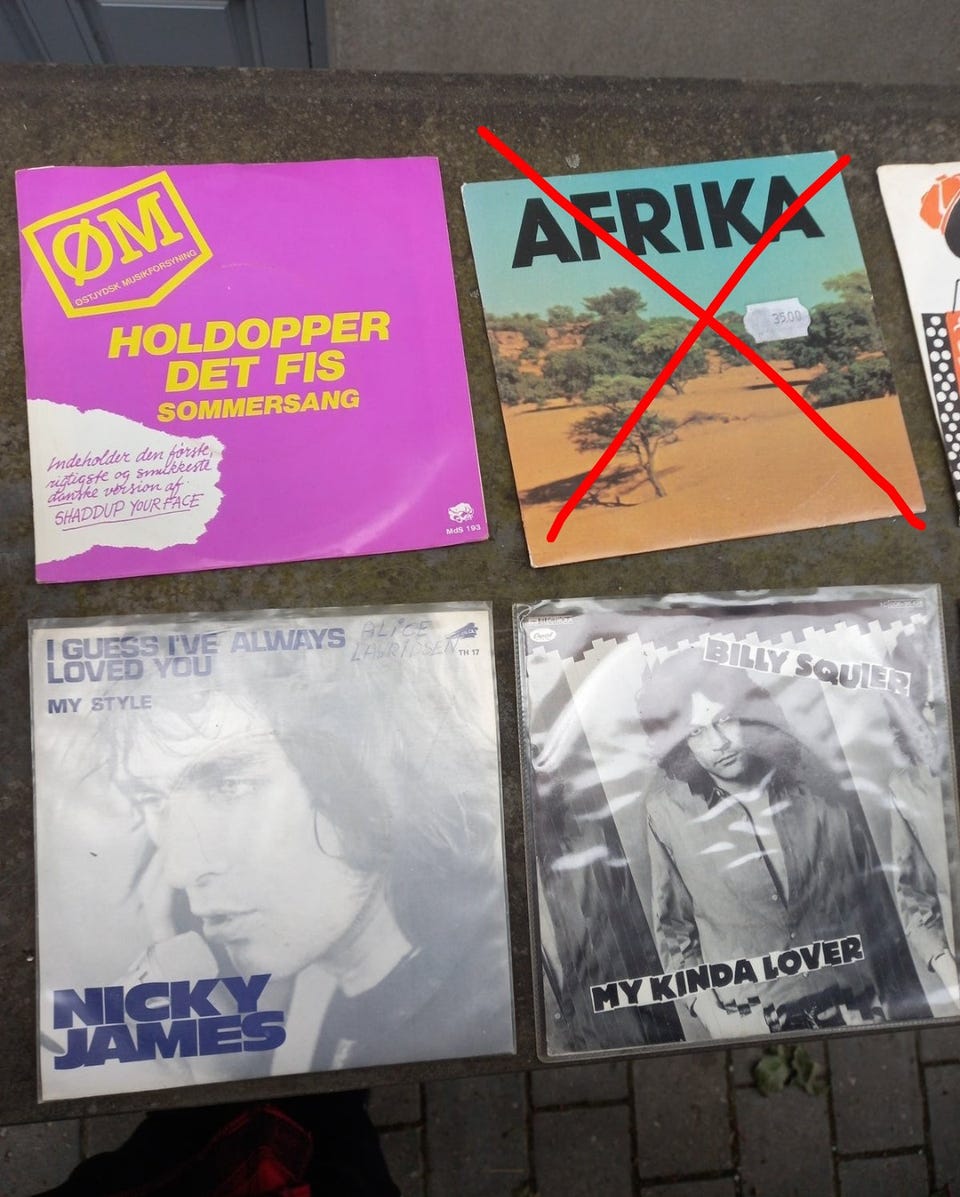 ØM
ØSTJYDSK MUSIKFORSYNING
HOLDOPPER
DET FIS
SOMMERSANG
Indeholder den første,
rigtigste og smukkeste
danske version af
SHADDUP YOUR FACE
MdS 193
AFRIKA
35.00
I GUESS I'VE ALWAYS
LOVED YOU
MY STYLE
ALICE
LAURIDSEN
TH 17
NICKY
JAMES
BILLY SQUIER
MY KINDA LOVER